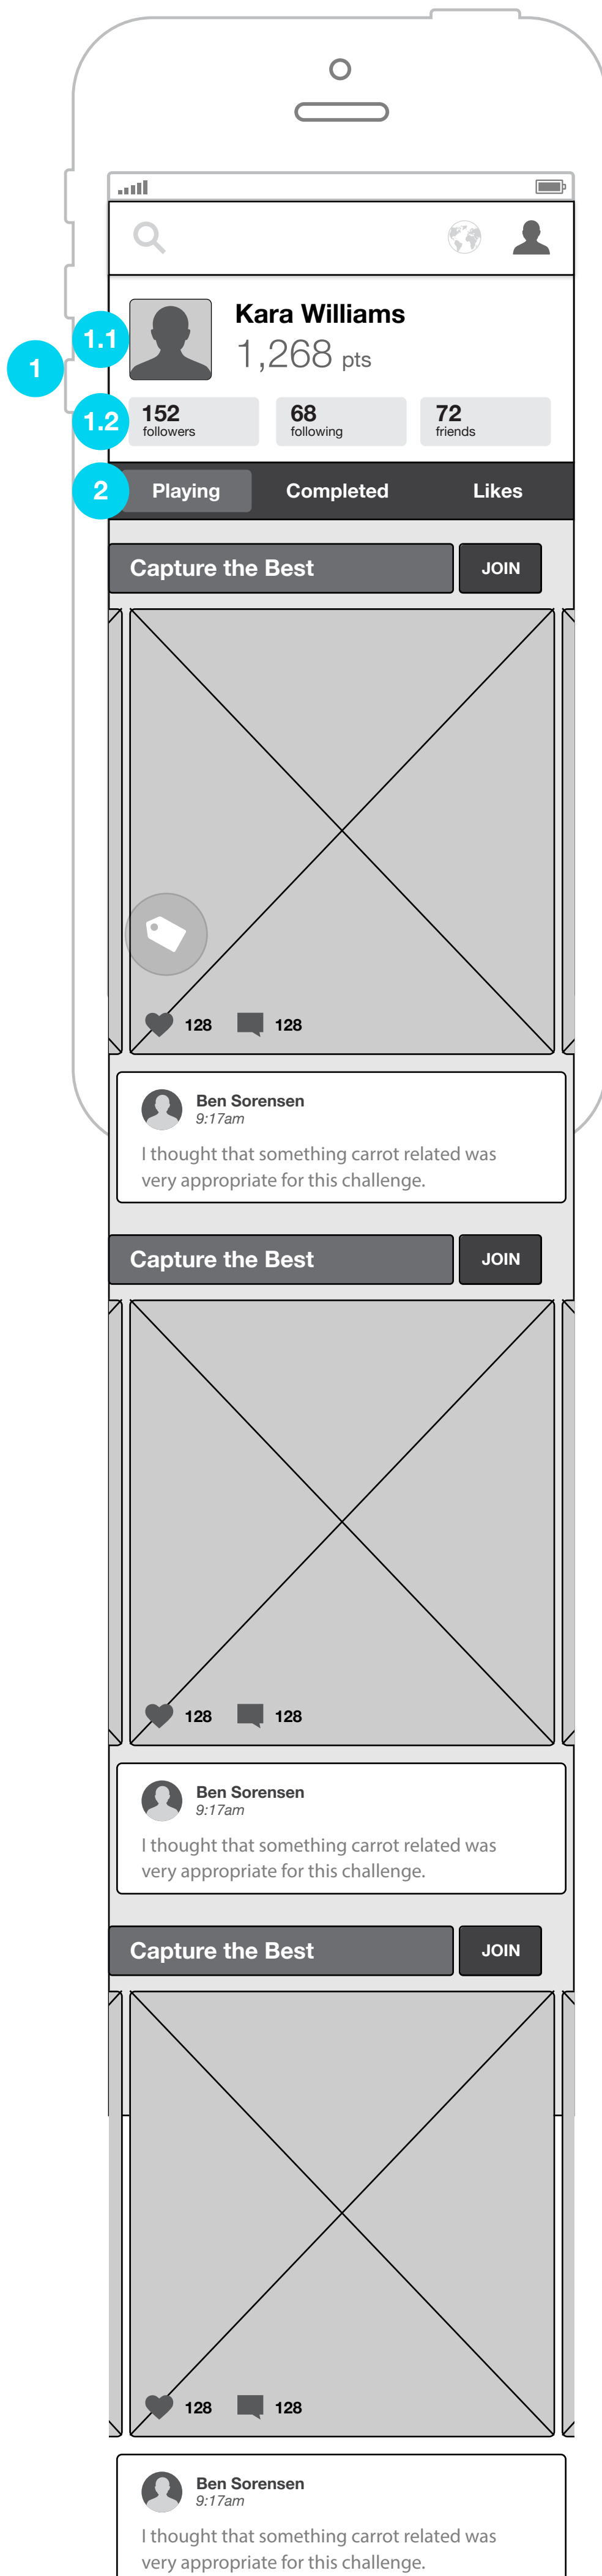 Kara Williams
1.1
1,268 pts
1
1.2
152
68
72
followers
following
friends
2
Playing
Completed
Likes
Capture the Best
JOIN
128
128
Ben Sorensen
9:17am
I thought that something carrot related was
very appropriate for this challenge.
Capture the Best
JOIN
128
128
Ben Sorensen
9:17am
I thought that something carrot related was
very appropriate for this challenge.
Capture the Best
JOIN
128
128
Ben Sorensen
9:17am
I thought that something carrot related was
very appropriate for this challenge.